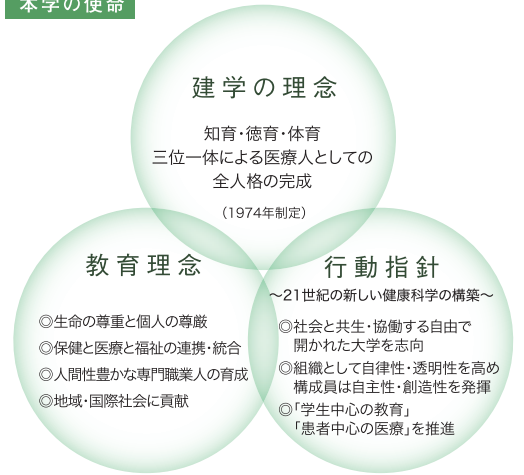 本学の使命
建学の理念
知育・徳育・体育
三位一体による医療人としての
全人格の完成
（1974年制定）
教育理念
◎生命の尊重と個人の尊厳
◎保健と医療と福祉の連携・統合
◎人間性豊かな専門職業人の育成
◎地域・国際社会に貢献
行動指針
～21世紀の新しい健康科学の構築～
◎社会と共生・協働する自由で
開かれた大学を志向
◎組織として自律性・透明性を高め
構成員は自主性・創造性を発揮
◎「学生中心の教育」
「患者中心の医療」を推進